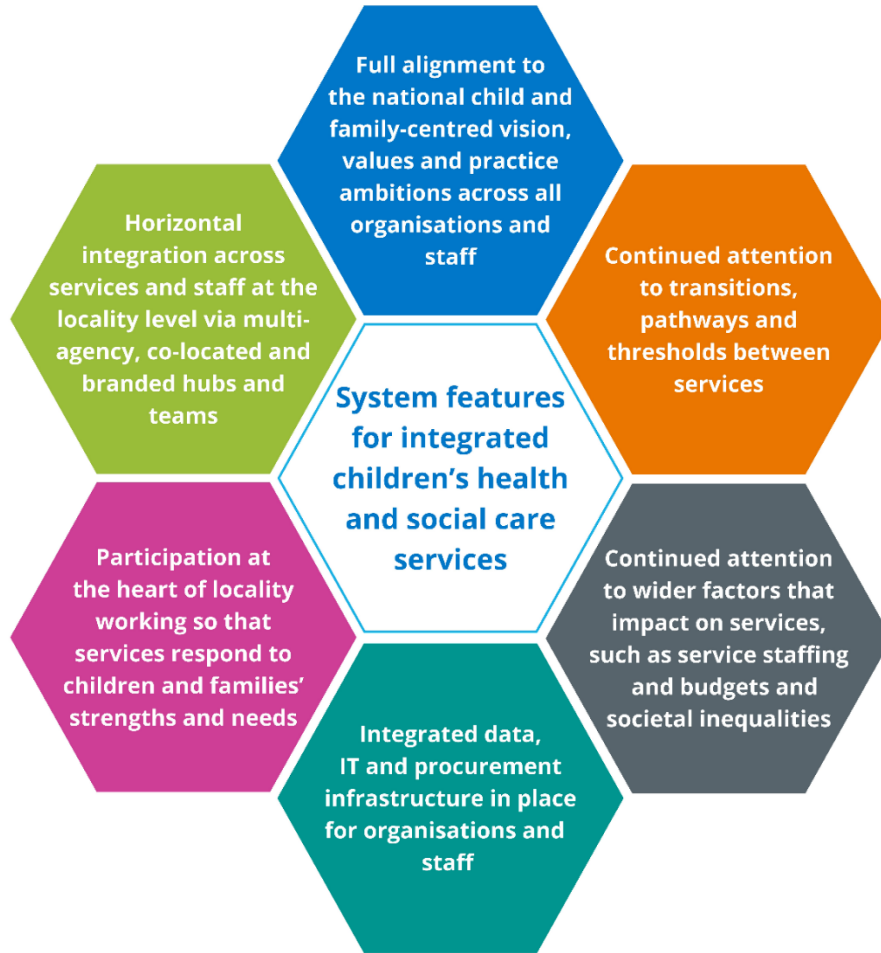 Full alignment to
the national child and
family-centred vision,
values and practice
ambitions across all
organisations and
staff
Horizontal
integration across
services and staff at the
locality level via multi-
agency, co-located and
branded hubs and
teams
Continued attention
to transitions,
pathways and
thresholds between
services
System features
for integrated
children’s health
and social care
services
Participation at
the heart of locality
working so that
services respond to
children and families’
strengths and needs
Continued attention
to wider factors that
impact on services,
such as service staffing
and budgets and
societal inequalities
Integrated data,
IT and procurement
infrastructure in place
for organisations and
staff